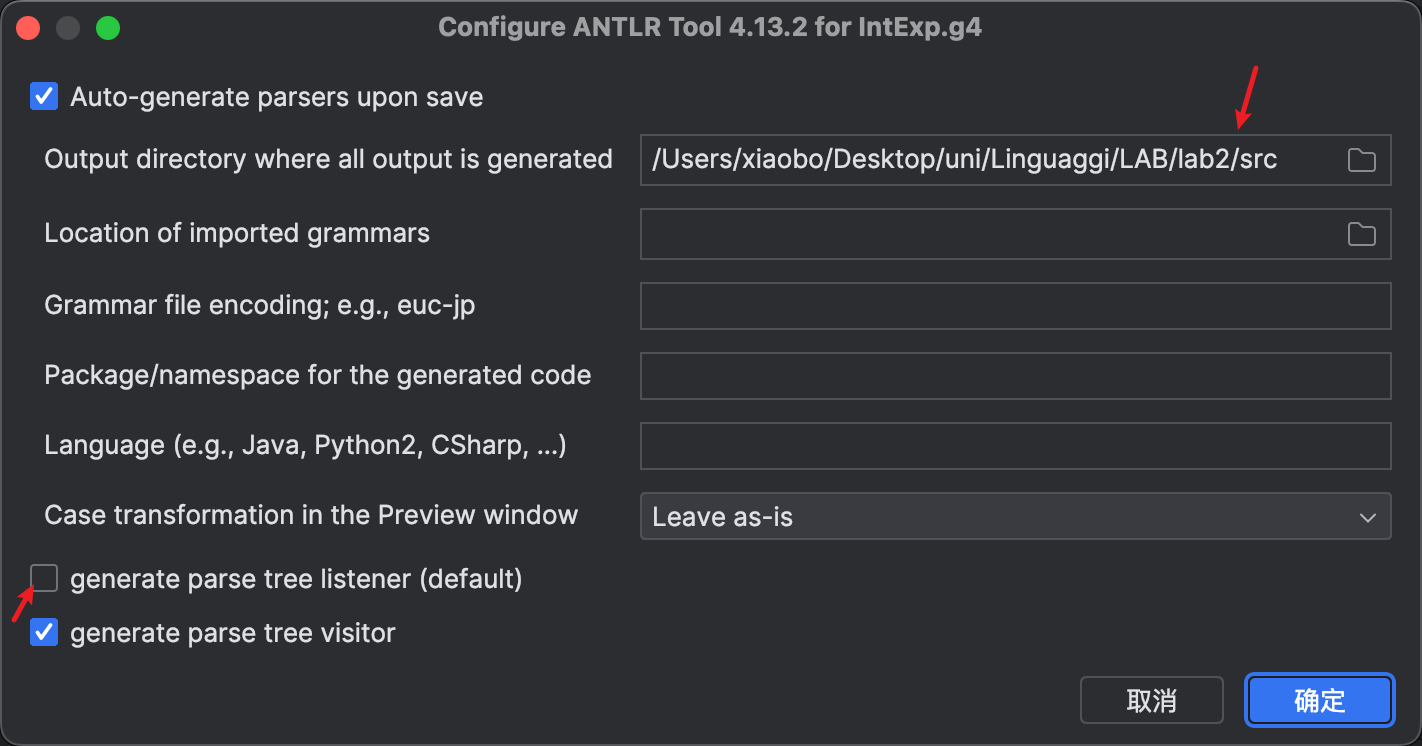 Configure ANTLR Tool 4.13.2 for IntExp.g4
Auto-generate parsers upon save
Output directory where all output is generated /Users/xiaobo/Desktop/uni/Linguaggi/LAB/lab2/src
Location of imported grammars
Grammar file encoding; e.g., euc-jp
Package/namespace for the generated code
Language (e.g., Java, Python2, CSharp, ...)
Case transformation in the Preview window Leave as-is
generate parse tree listener (default)
generate parse tree visitor
取消 确定